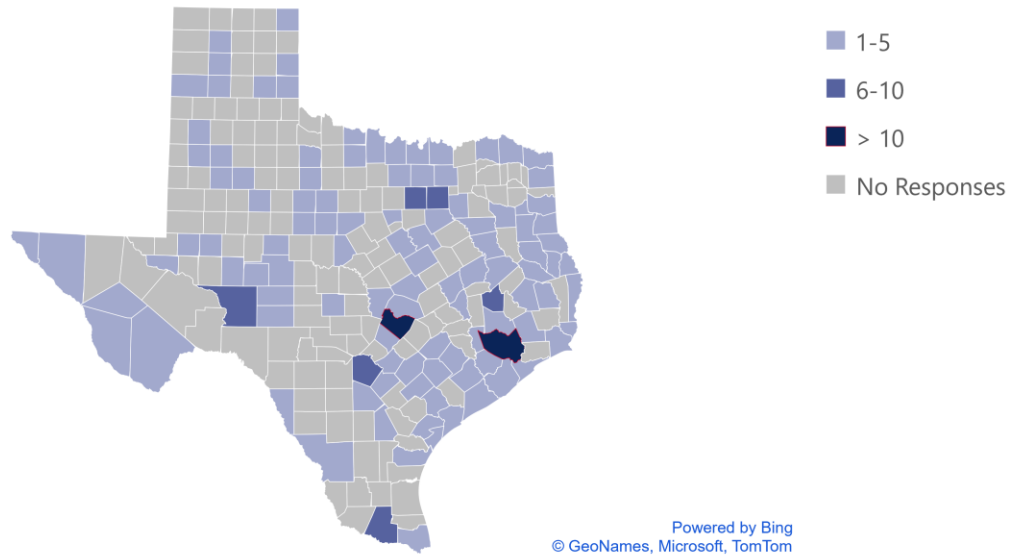 1-5
6-10
> 10
No Responses
Powered by Bing
© GeoNames, Microsoft, TomTom